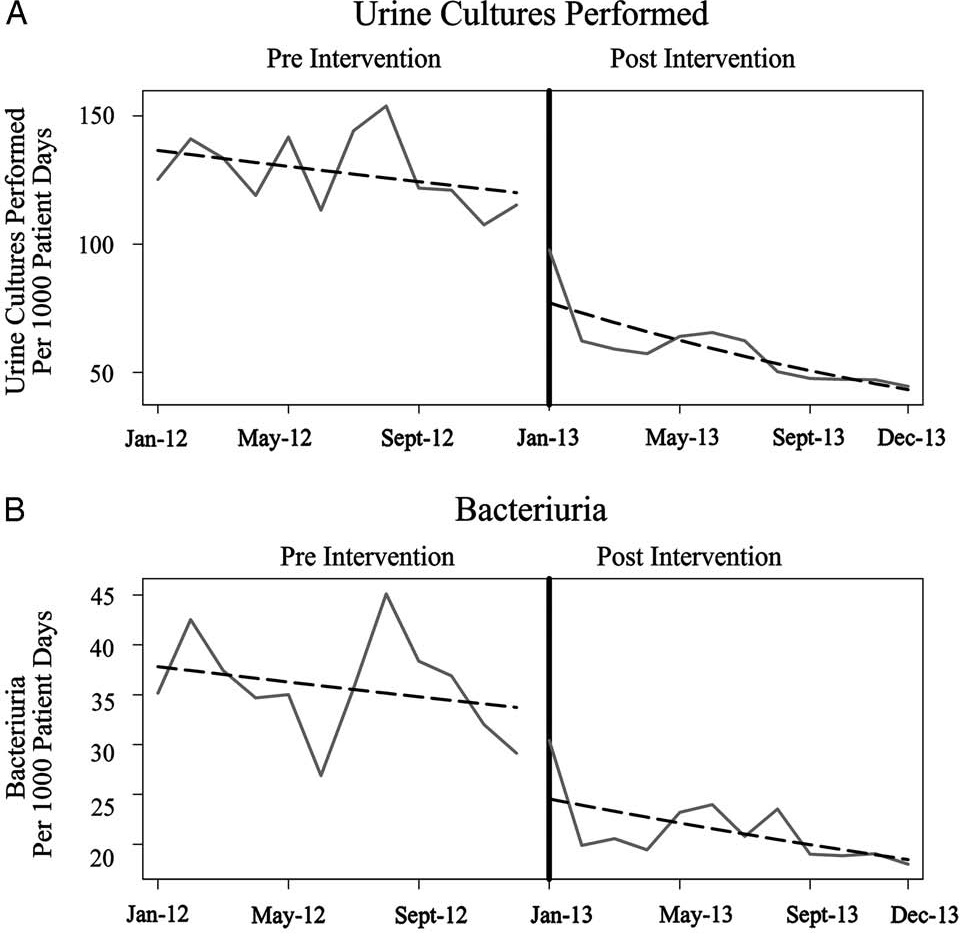 A
Urine Cultures Performed
Pre Intervention
Post Intervention
Urine Cultures Performed
Per 1000 Patient Days
150
100
50
Jan-12
May-12
Sept-12
Jan-13
May-13
Sept-13
Dec-13
B
Bacteriuria
Pre Intervention
Post Intervention
Bacteriuria
Per 1000 Patient Days
45
40
35
30
25
20
Jan-12
May-12
Sept-12
Jan-13
May-13
Sept-13
Dec-13